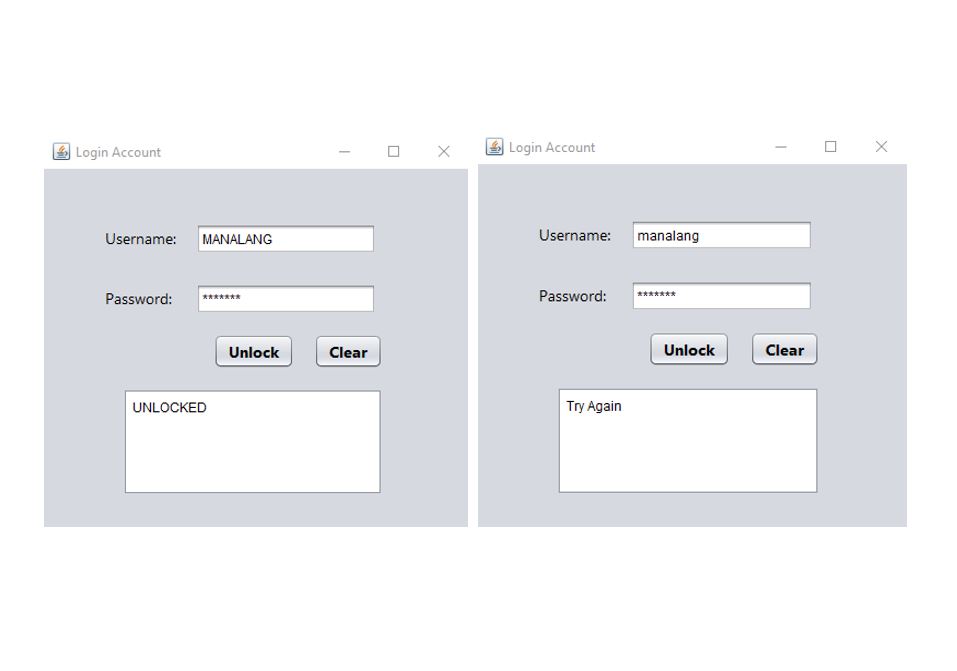 Login Account
Username: MANALANG
Password: *******
Unlock Clear
UNLOCKED
Login Account
Username: manalang
Password: *******
Unlock Clear
Try Again